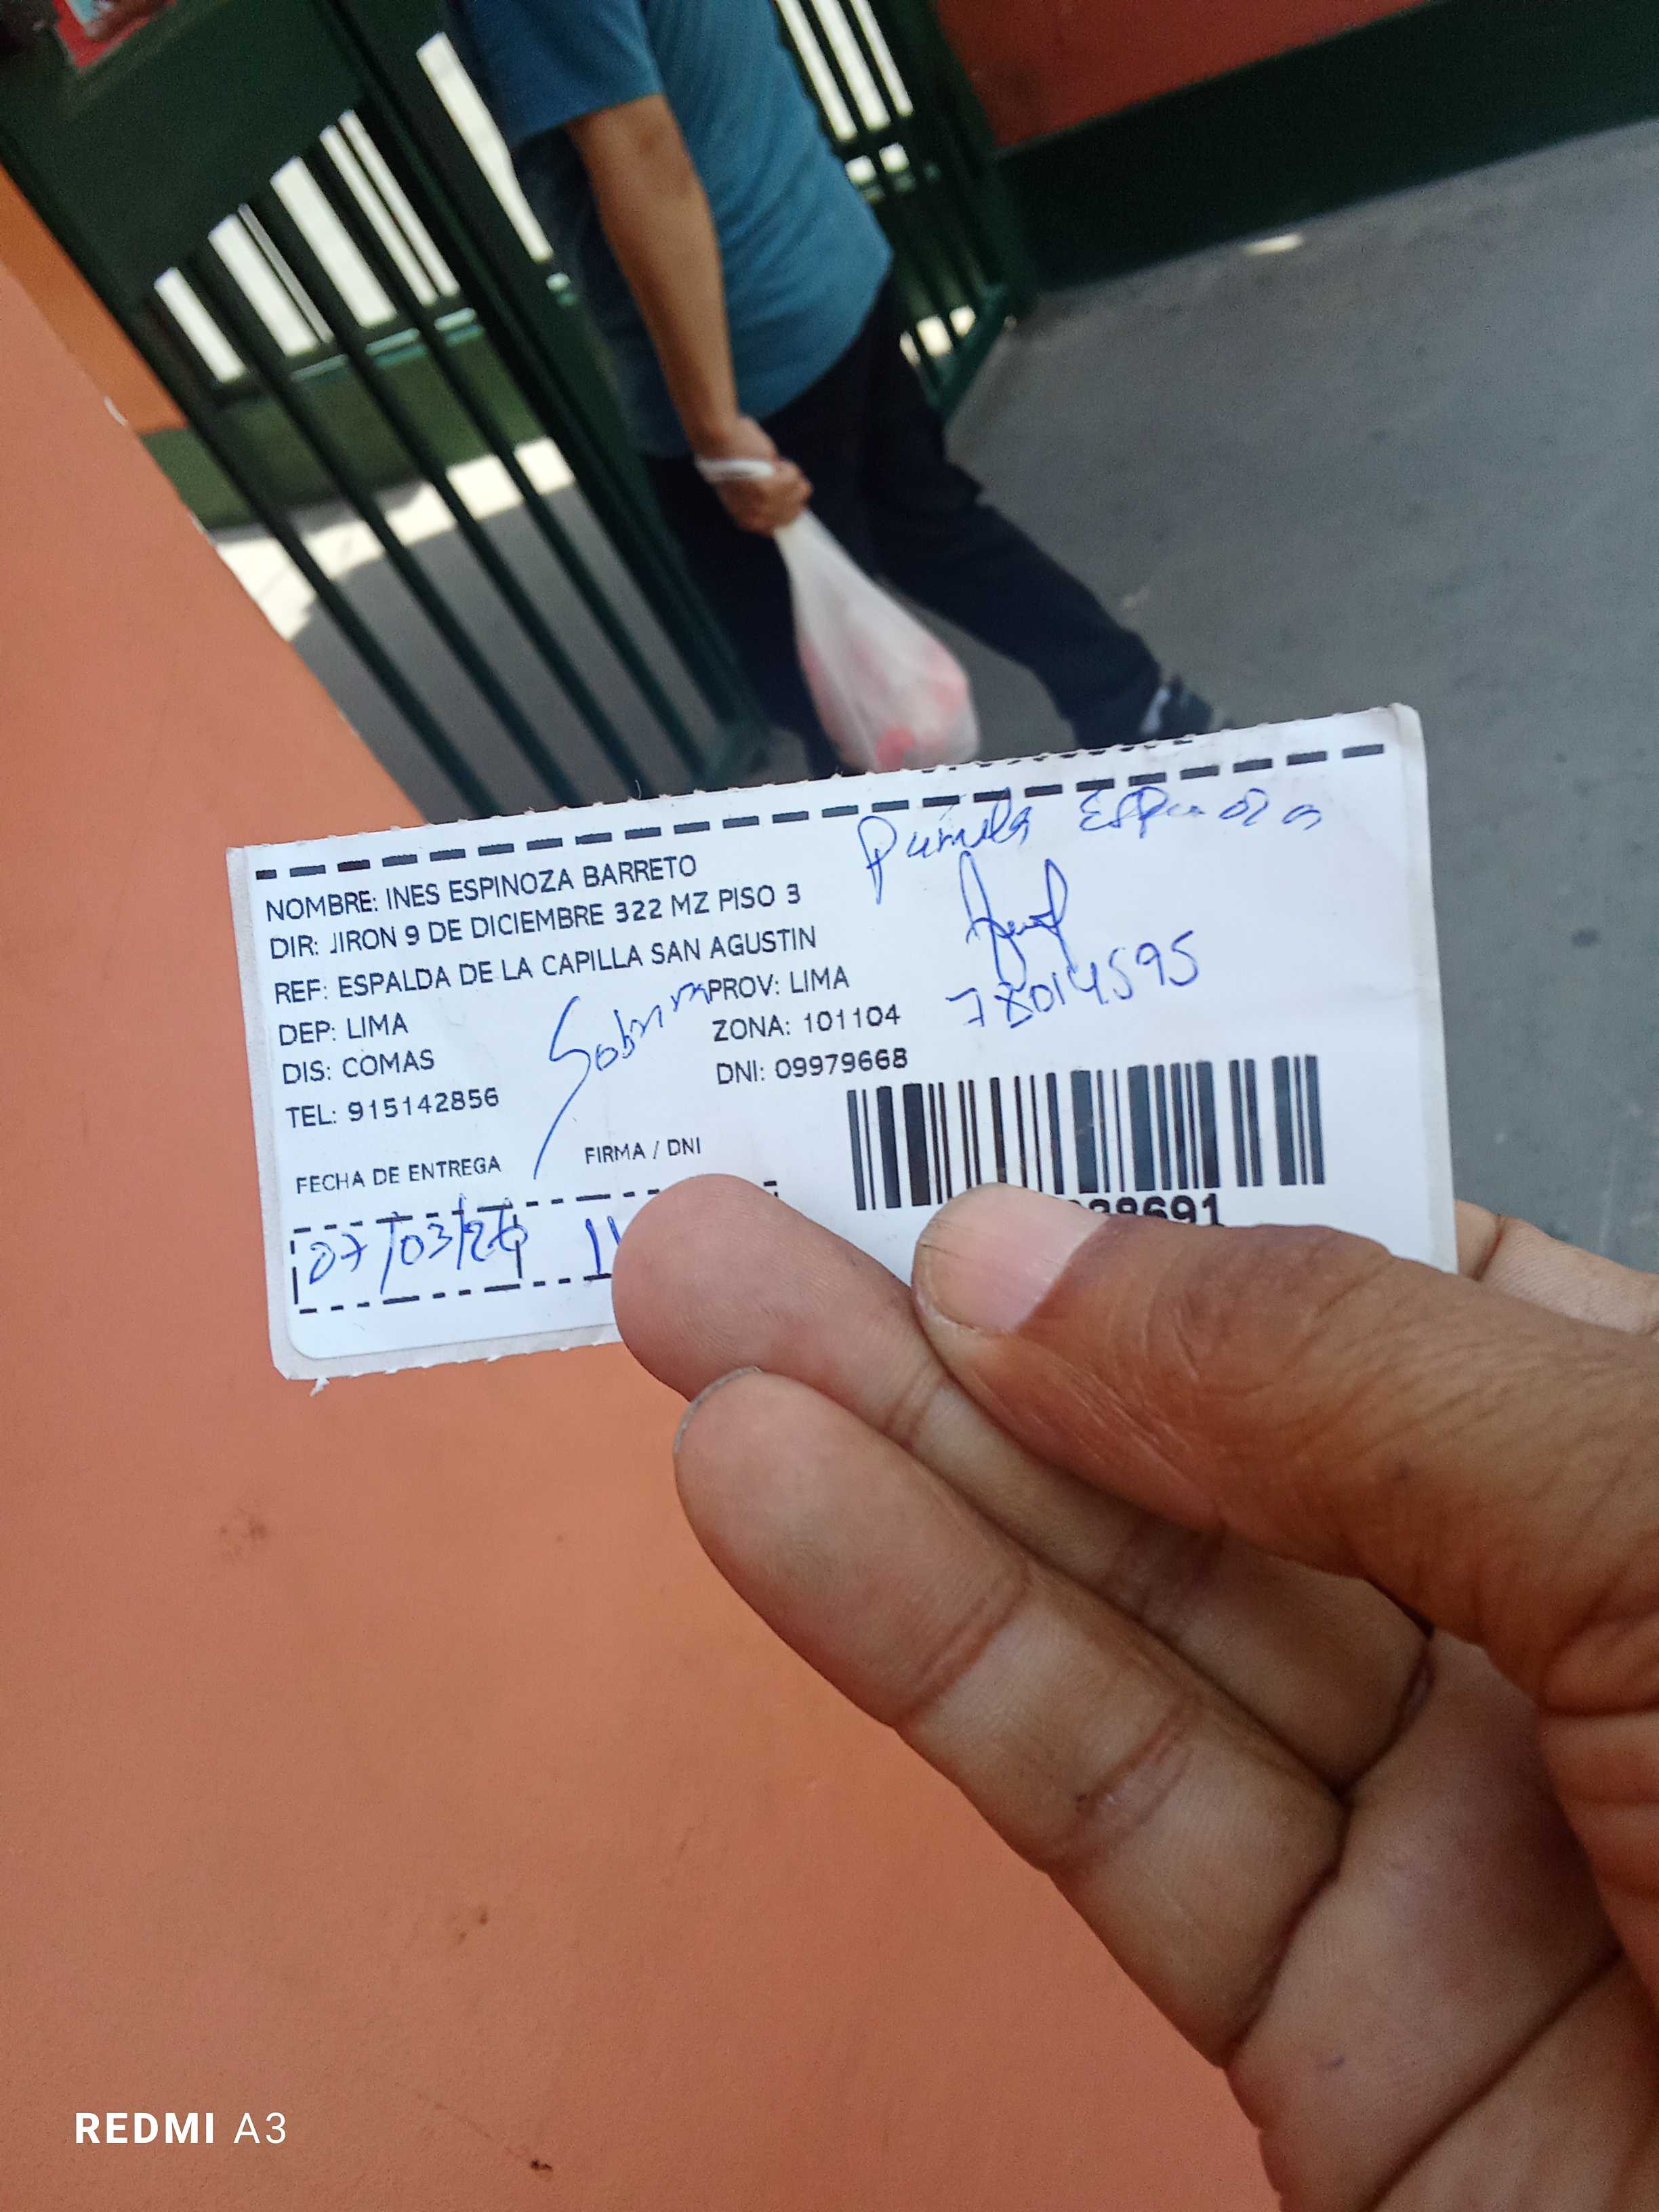 NOMBRE: INES ESPINOZA BARRETO
DIR: JIRON 9 DE DICIEMBRE 322 MZ PISO 3
REF: ESPALDA DE LA CAPILLA SAN AGUSTIN
DEP: LIMA
PROV: LIMA
ZONA: 101104
DIS: COMAS
DNI: 09979668
TEL: 915142856
Sobrina
78014595
FECHA DE ENTREGA
FIRMA / DNI
07/03/26
38691
REDMI A3